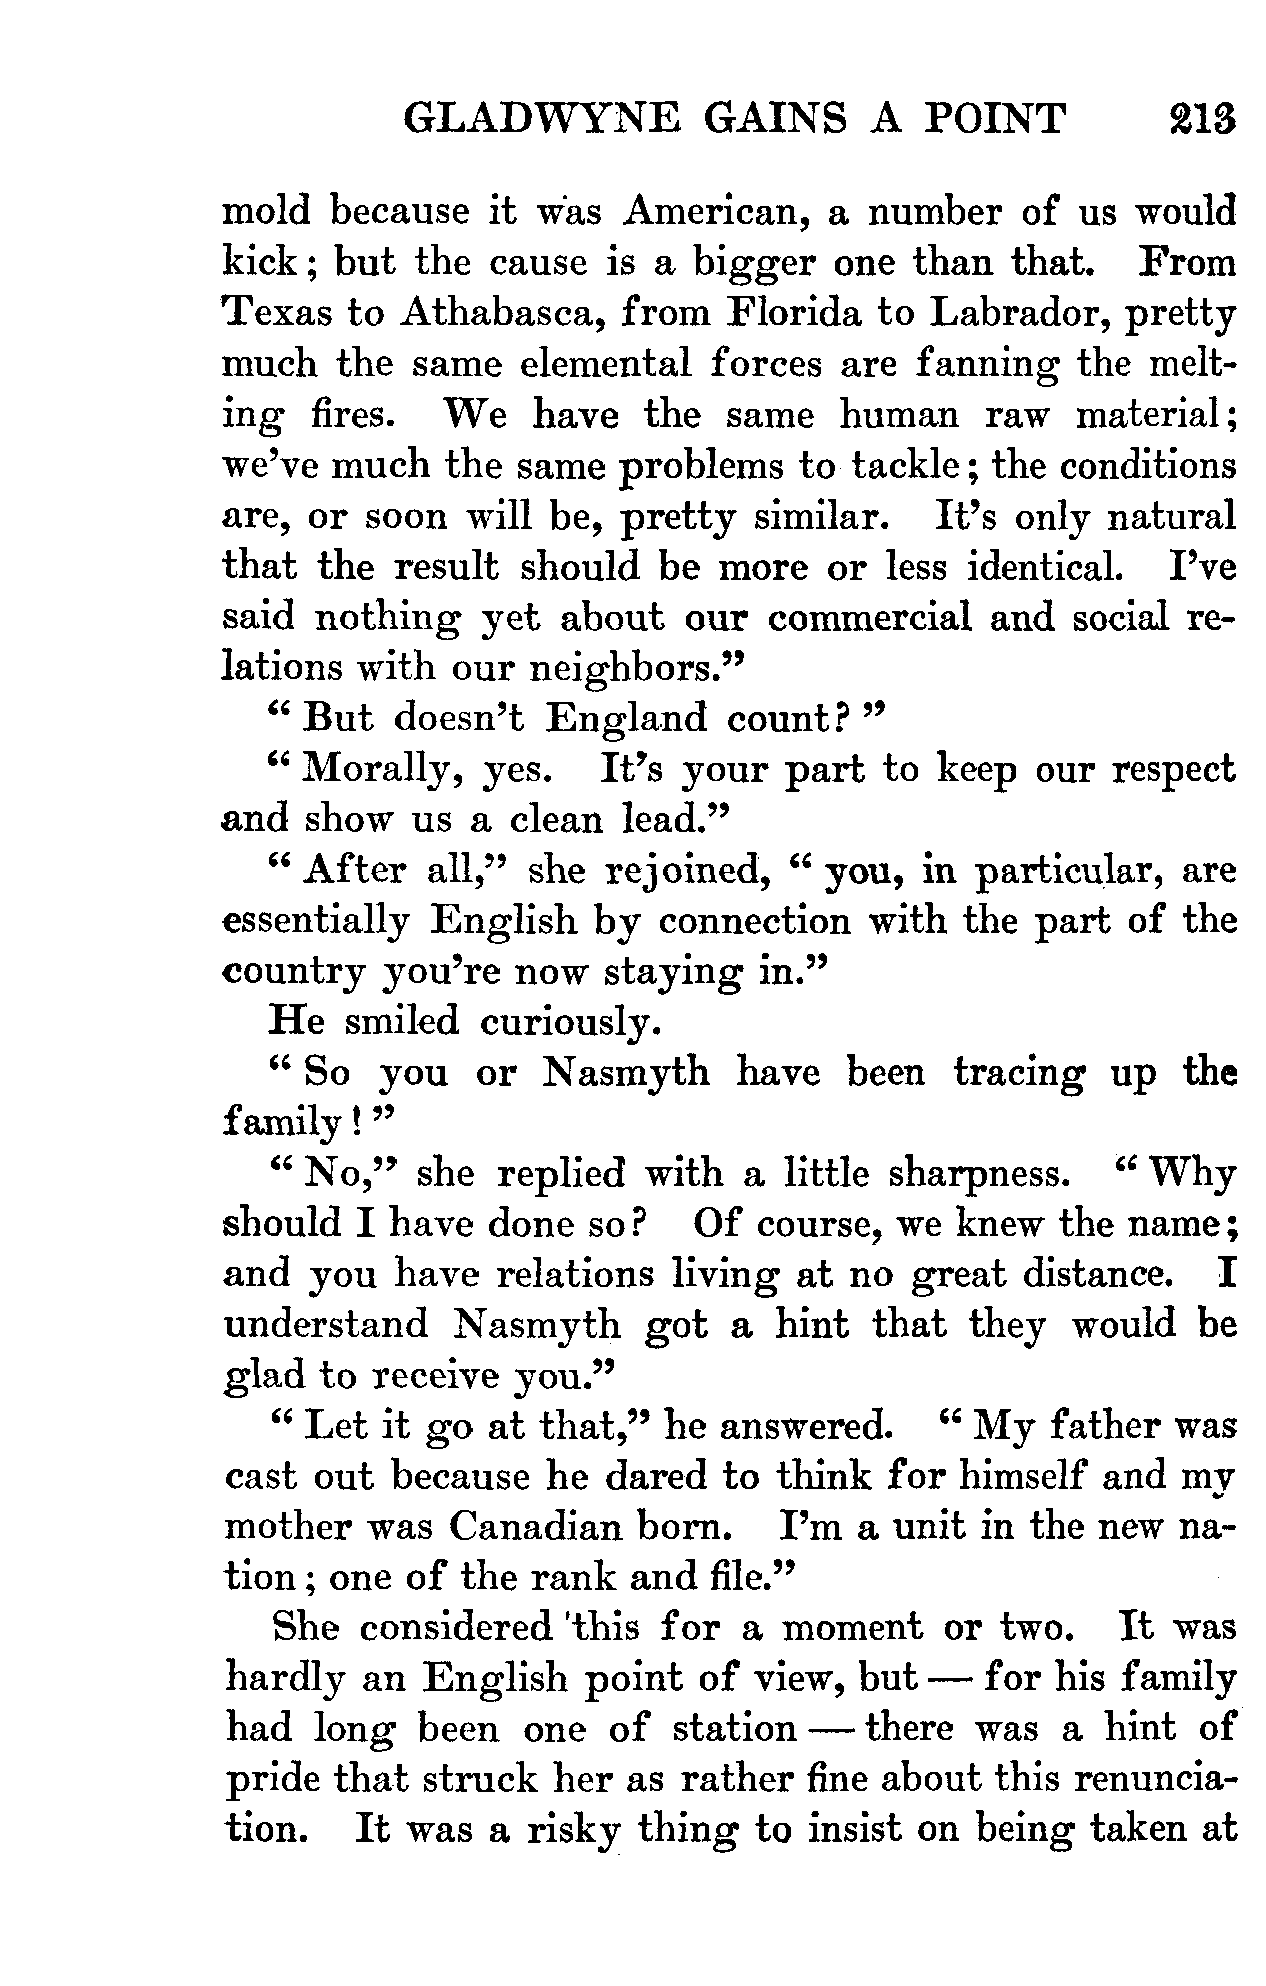 GLADWYNE GAINS A POINT 213
mold because it was American, a number of us would
kick; but the cause is a bigger one than that. From
Texas to Athabasca, from Florida to Labrador, pretty
much the same elemental forces are fanning the melt-
ing fires. We have the same human raw material;
we've much the same problems to tackle; the conditions
are, or soon will be, pretty similar. It's only natural
that the result should be more or less identical. I've
said nothing yet about our commercial and social re-
lations with our neighbors."
" But doesn't England count? "
" Morally, yes. It's your part to keep our respect
and show us a clean lead."
" After all," she rejoined, " you, in particular, are
essentially English by connection with the part of the
country you're now staying in."
He smiled curiously.
" So you or Nasmyth have been tracing up the
family! "
" No," she replied with a little sharpness. " Why
should I have done so? Of course, we knew the name;
and you have relations living at no great distance. I
understand Nasmyth got a hint that they would be
glad to receive you."
" Let it go at that," he answered. " My father was
cast out because he dared to think for himself and my
mother was Canadian born. I'm a unit in the new na-
tion; one of the rank and file."
She considered this for a moment or two. It was
hardly an English point of view, but — for his family
had long been one of station — there was a hint of
pride that struck her as rather fine about this renuncia-
tion. It was a risky thing to insist on being taken at